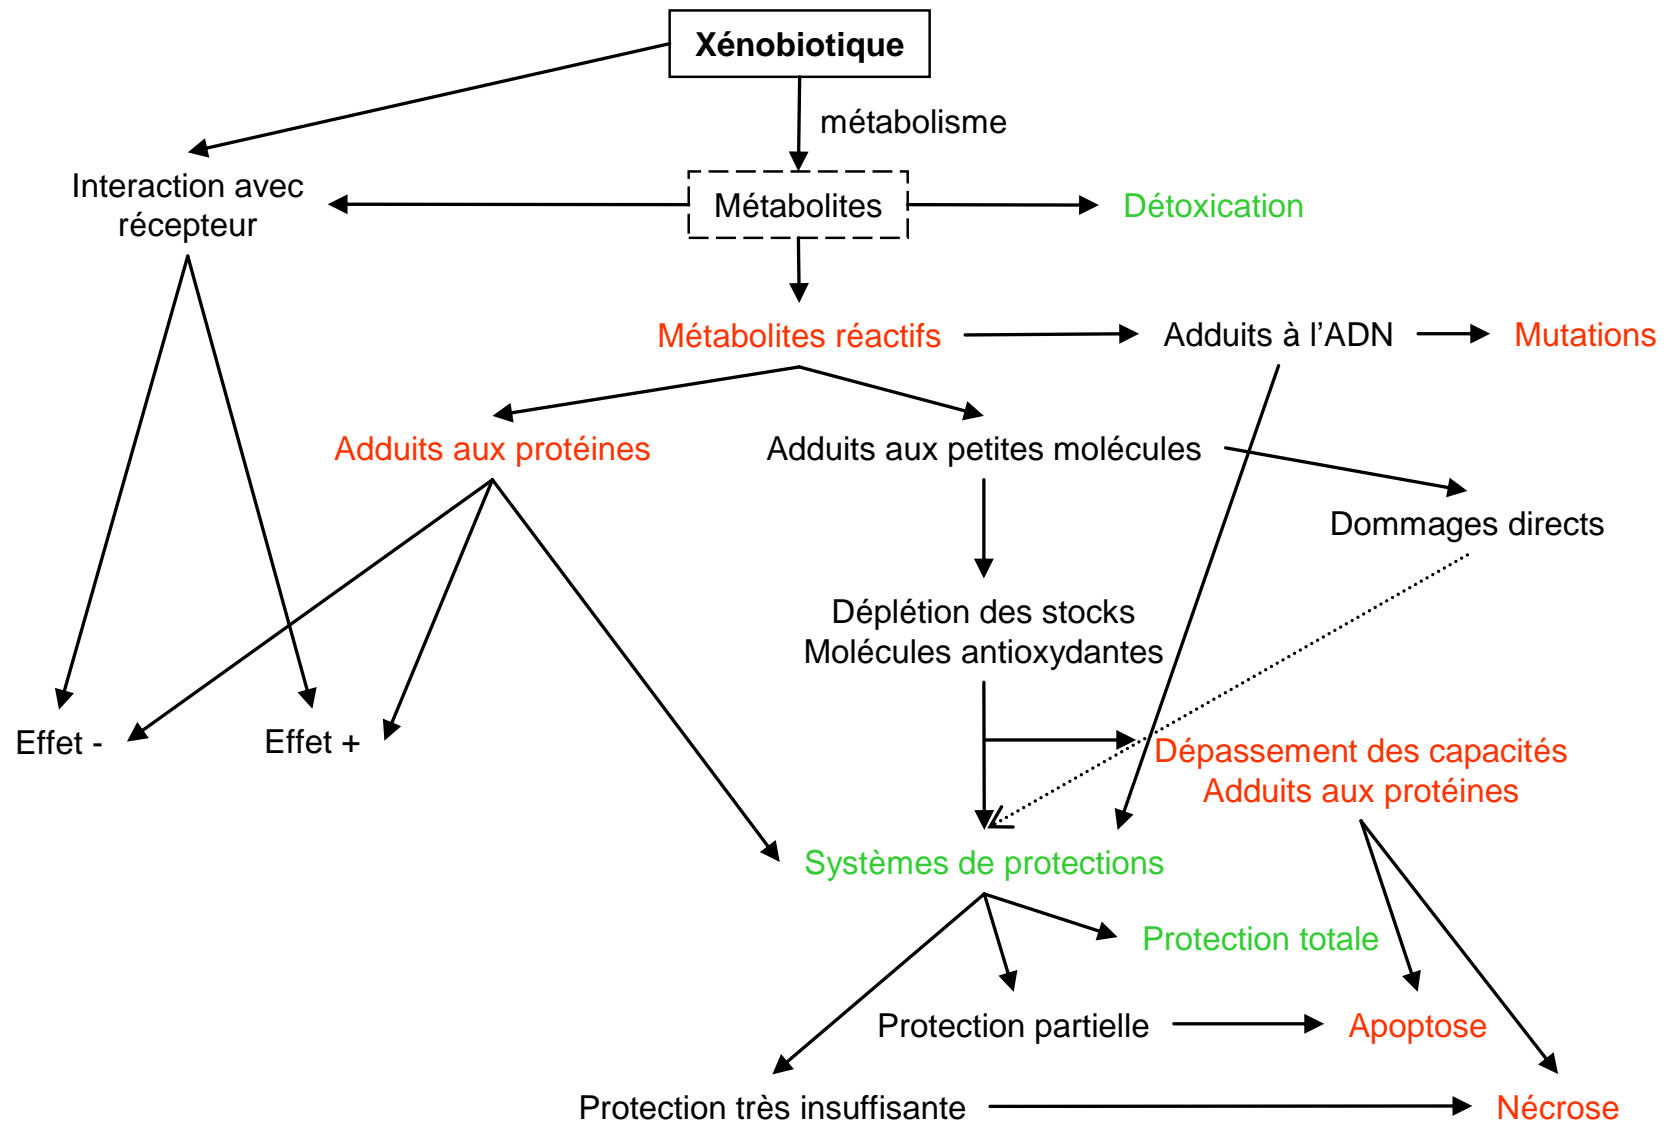 Xénobiotique
métabolisme
Interaction avec
récepteur
Métabolites
Détoxication
Métabolites réactifs
Adduits à l’ADN
Mutations
Adduits aux protéines
Adduits aux petites molécules
Dommages directs
Déplétion des stocks
Molécules antioxydantes
Effet -
Effet +
Dépassement des capacités
Adduits aux protéines
Systèmes de protections
Protection totale
Protection partielle
Apoptose
Protection très insuffisante
Nécrose